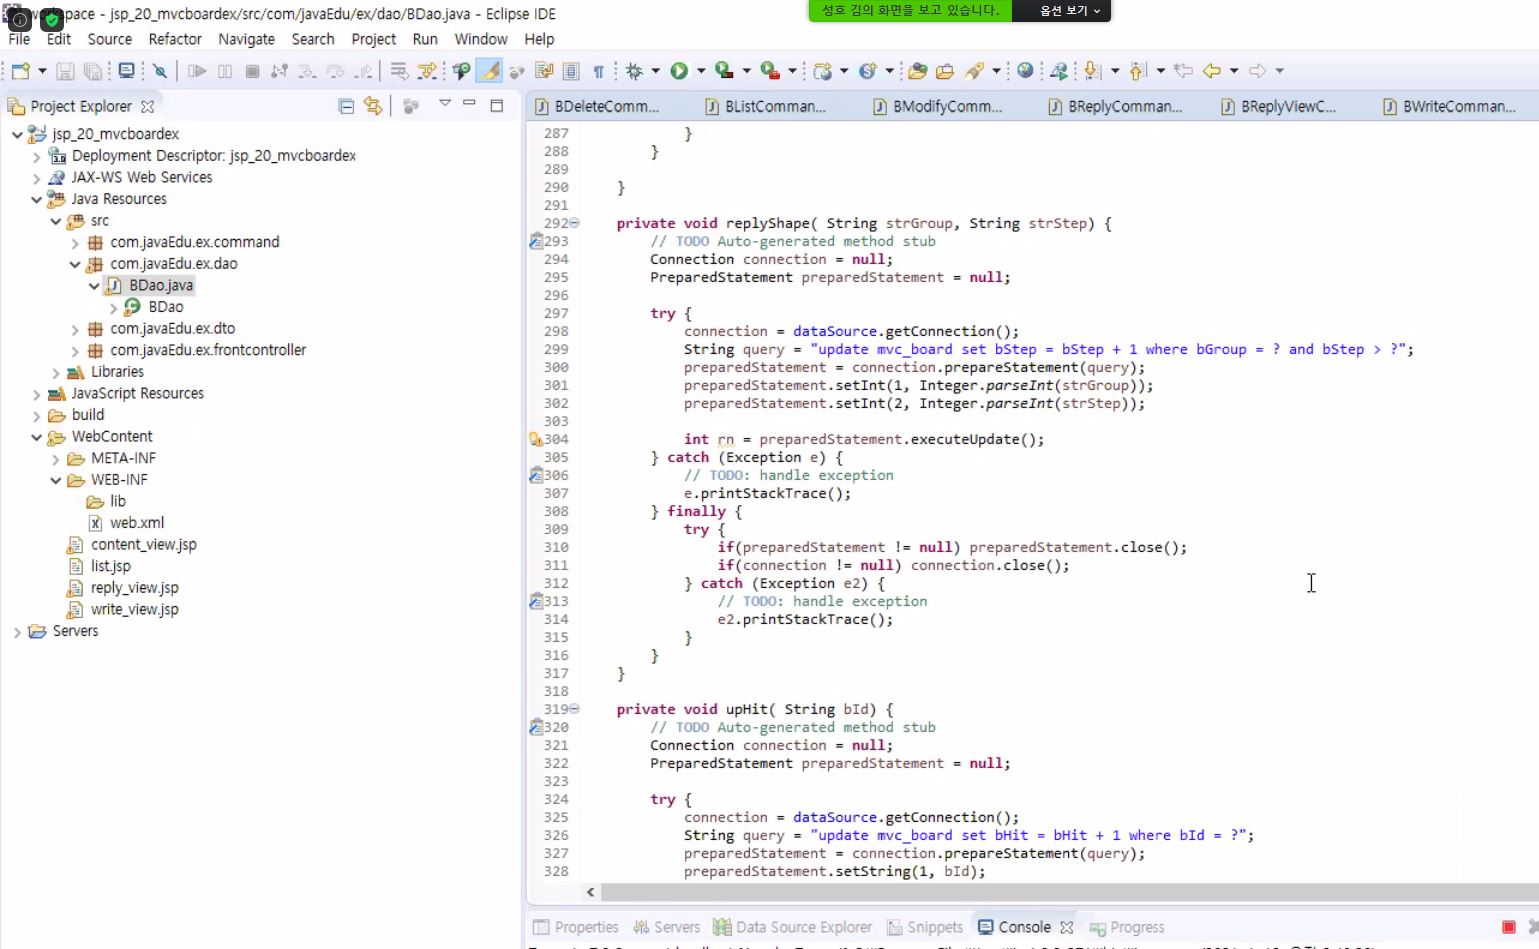 workspace - jsp_20_mvcboardex/src/com/javaEdu/ex/dao/BDao.java - Eclipse IDE
성호 김의 화면을 보고 있습니다. 옵션 보기
File Edit Source Refactor Navigate Search Project Run Window Help
Project Explorer
jsp_20_mvcboardex
Deployment Descriptor: jsp_20_mvcboardex
JAX-WS Web Services
Java Resources
src
com.javaEdu.ex.command
com.javaEdu.ex.dao
BDao.java
BDao
com.javaEdu.ex.dto
com.javaEdu.ex.frontcontroller
Libraries
JavaScript Resources
build
WebContent
META-INF
WEB-INF
lib
web.xml
content_view.jsp
list.jsp
reply_view.jsp
write_view.jsp
Servers
BDeleteComm... BListComman... BModifyComm... BReplyComman... BReplyViewC... BWriteComman...
287 }
288 }
289
290 }
291
292 private void replyShape( String strGroup, String strStep) {
293 // TODO Auto-generated method stub
294 Connection connection = null;
295 PreparedStatement preparedStatement = null;
296
297 try {
298 connection = dataSource.getConnection();
299 String query = "update mvc_board set bStep = bStep + 1 where bGroup = ? and bStep > ?";
300 preparedStatement = connection.prepareStatement(query);
301 preparedStatement.setInt(1, Integer.parseInt(strGroup));
302 preparedStatement.setInt(2, Integer.parseInt(strStep));
303
304 int rn = preparedStatement.executeUpdate();
305 } catch (Exception e) {
306 // TODO: handle exception
307 e.printStackTrace();
308 } finally {
309 try {
310 if(preparedStatement != null) preparedStatement.close();
311 if(connection != null) connection.close();
312 } catch (Exception e2) {
313 // TODO: handle exception
314 e2.printStackTrace();
315 }
316 }
317 }
318
319 private void upHit( String bId) {
320 // TODO Auto-generated method stub
321 Connection connection = null;
322 PreparedStatement preparedStatement = null;
323
324 try {
325 connection = dataSource.getConnection();
326 String query = "update mvc_board set bHit = bHit + 1 where bId = ?";
327 preparedStatement = connection.prepareStatement(query);
328 preparedStatement.setString(1, bId);
Properties Servers Data Source Explorer Snippets Console Progress